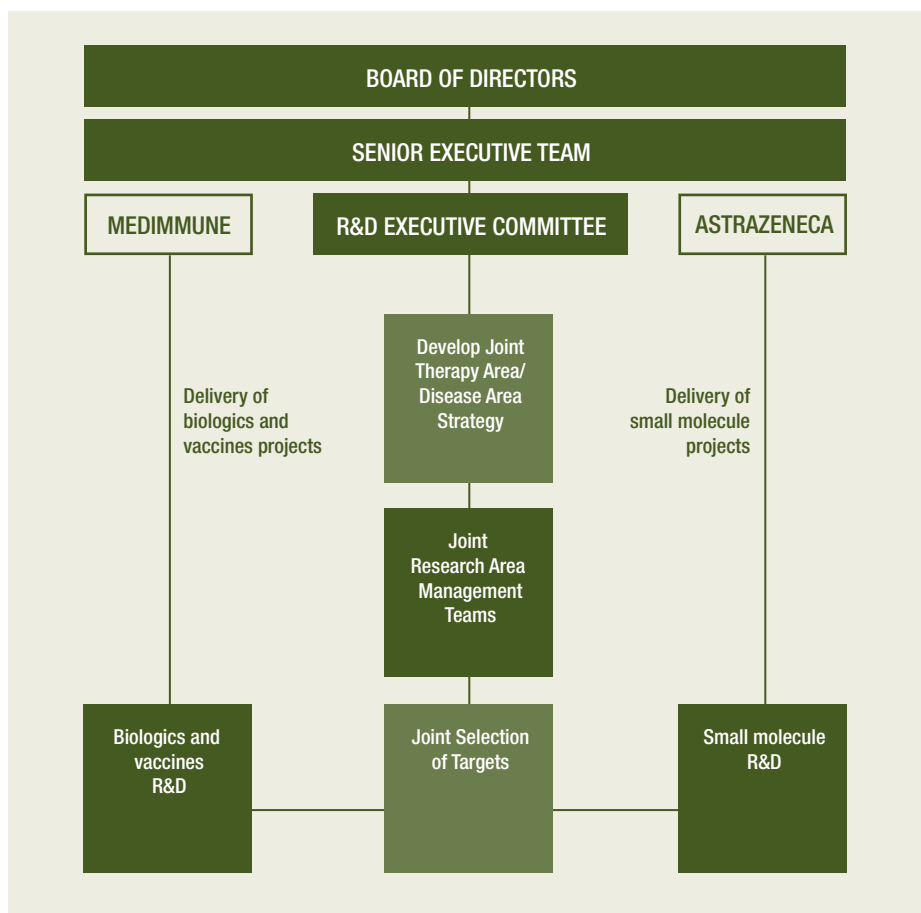 BOARD OF DIRECTORS
SENIOR EXECUTIVE TEAM
MEDIMMUNE
R&D EXECUTIVE COMMITTEE
ASTRAZENECA
Develop Joint
Therapy Area/
Disease Area
Strategy
Delivery of
biologics and
vaccines projects
Delivery of
small molecule
projects
Joint
Research Area
Management
Teams
Biologics and
vaccines
R&D
Joint Selection
of Targets
Small molecule
R&D